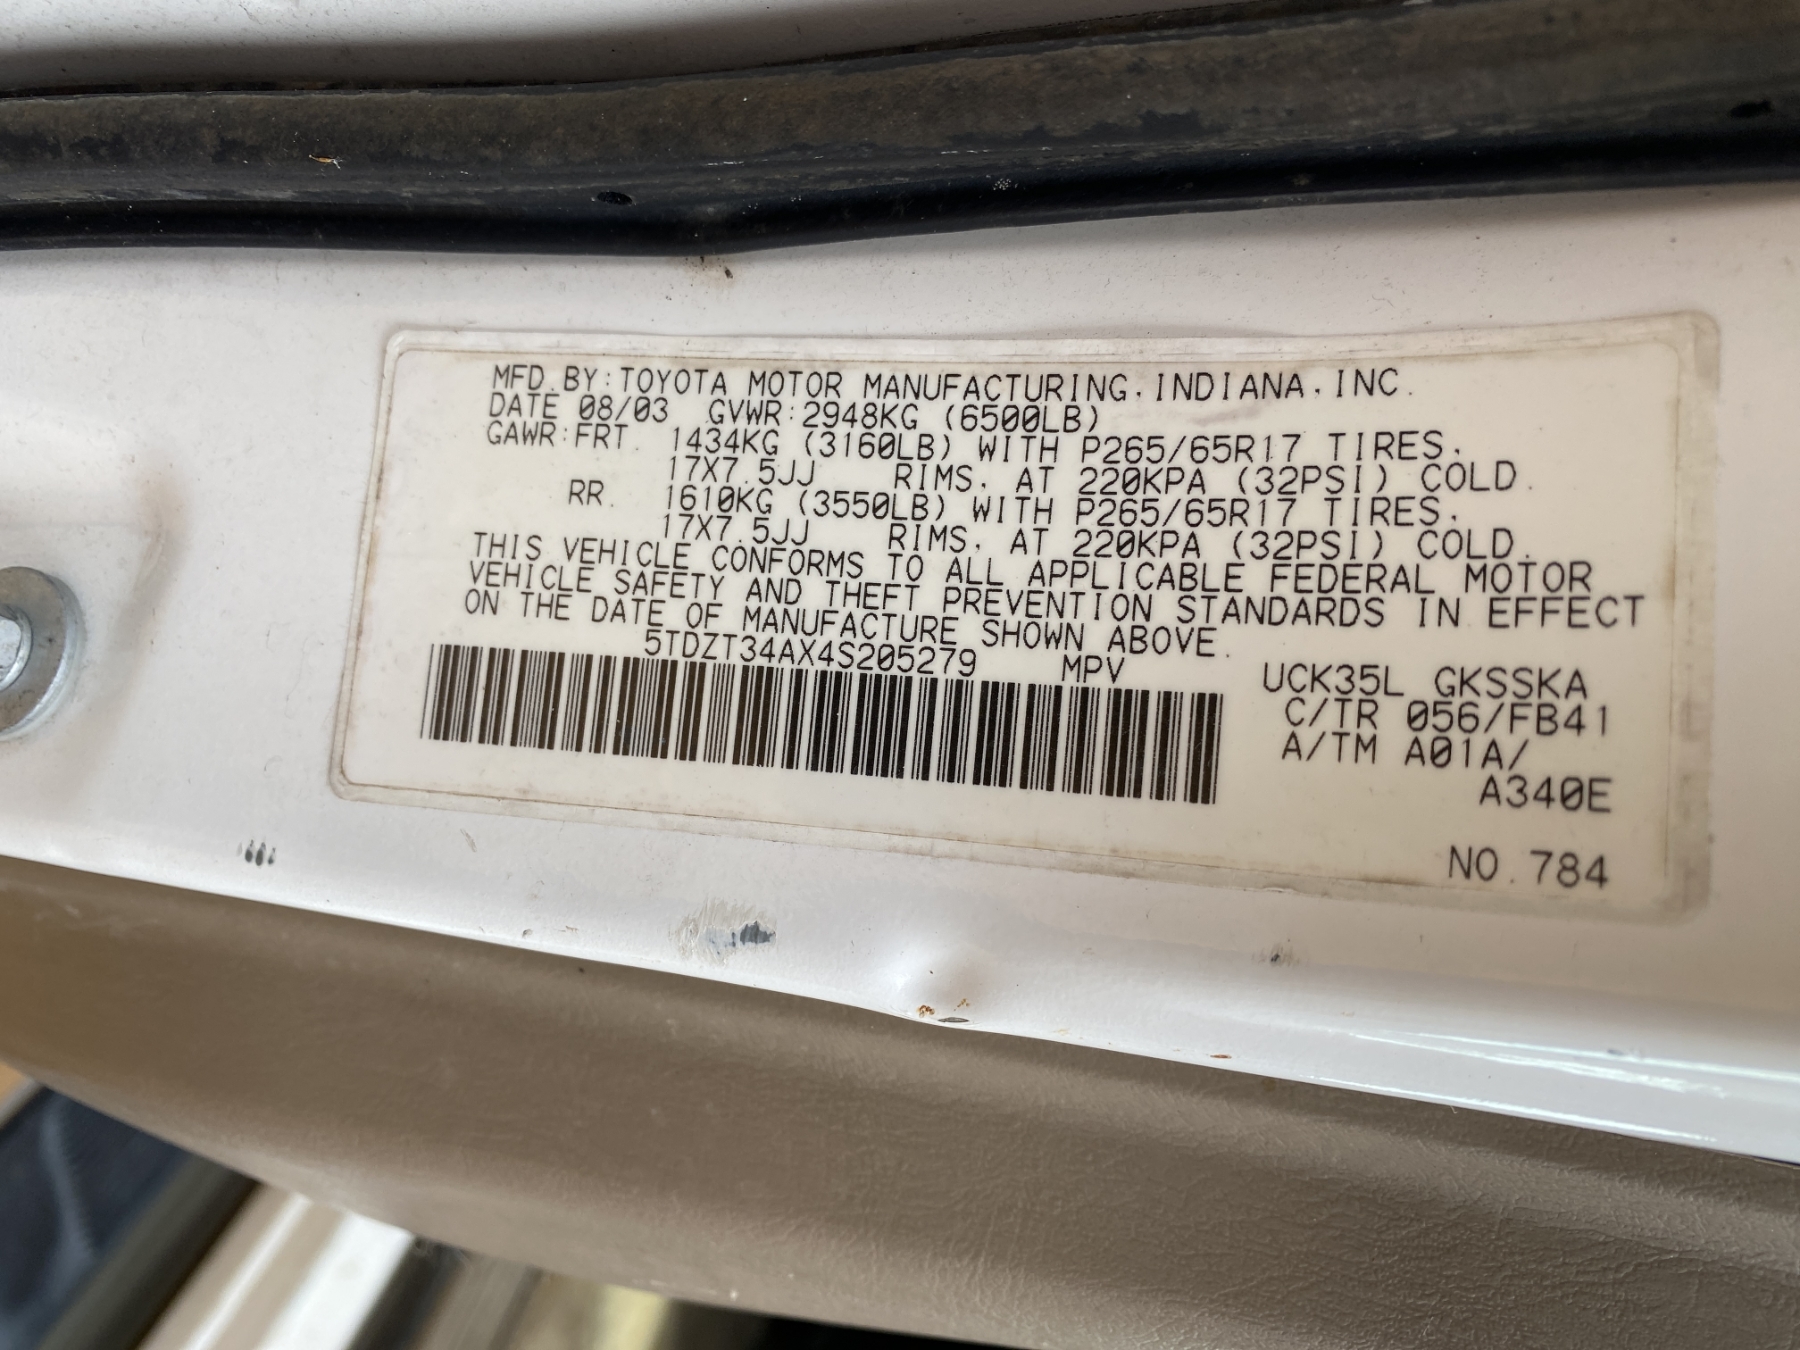 MFD. BY: TOYOTA MOTOR MANUFACTURING, INDIANA, INC.
DATE 08/03 GVWR: 2948KG (6500LB)
GAWR: FRT. 1434KG (3160LB) WITH P265/65R17 TIRES.
17X7.5JJ RIMS, AT 220KPA (32PSI) COLD.
RR. 1610KG (3550LB) WITH P265/65R17 TIRES.
17X7.5JJ RIMS, AT 220KPA (32PSI) COLD.
THIS VEHICLE CONFORMS TO ALL APPLICABLE FEDERAL MOTOR
VEHICLE SAFETY AND THEFT PREVENTION STANDARDS IN EFFECT
ON THE DATE OF MANUFACTURE SHOWN ABOVE.
5TDZT34AX4S205279 MPV
UCK35L GKSSKA
C/TR 056/FB41
A/TM A01A/
A340E
NO. 784